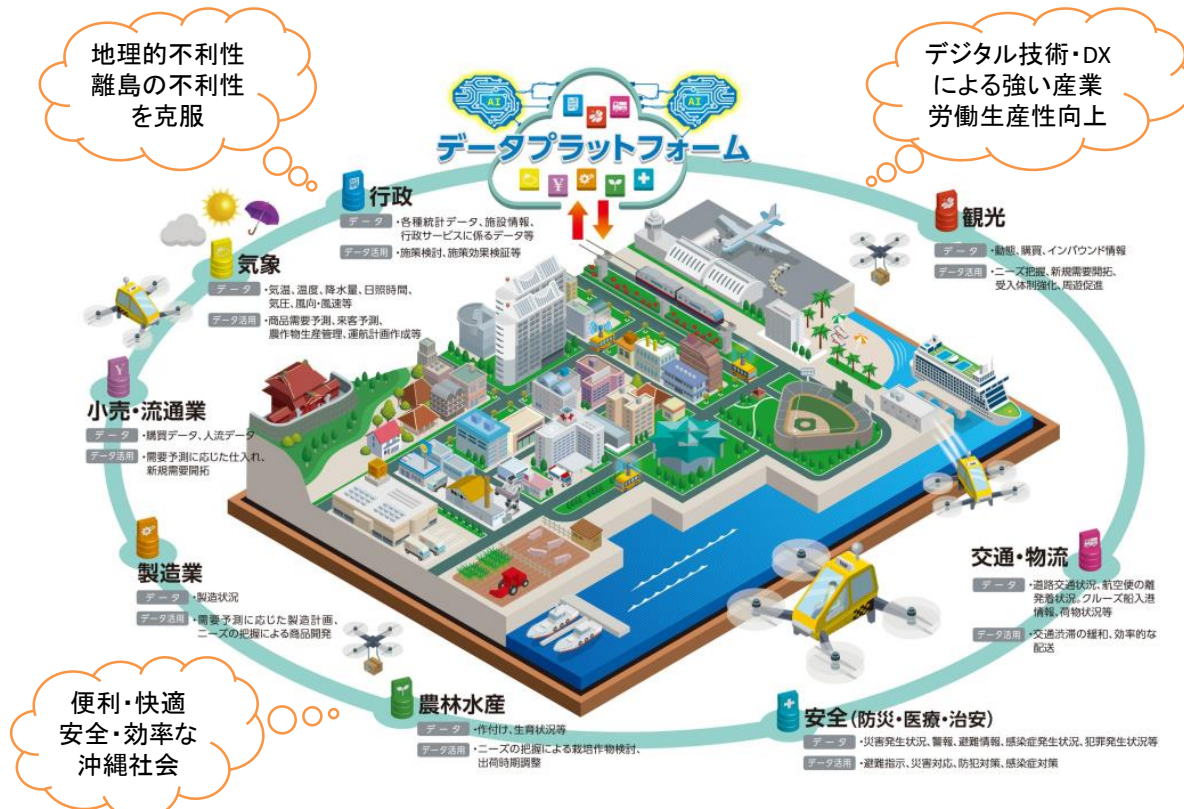 地理的不利性
離島の不利性
を克服
デジタル技術・DX
による強い産業
労働生産性向上
AI
AI
データプラットフォーム
¥
行政
データ ・各種統計データ、施設情報、
行政サービスに係るデータ等
データ活用 ・施策検討、施策効果検証等
観光
データ ・動態、購買、インバウンド情報
データ活用 ・ニーズ把握、新規需要開拓、
受入体制強化、周遊促進
気象
データ ・気温、温度、降水量、日照時間、
気圧、風向・風速等
データ活用 ・商品需要予測、来客予測、
農作物生産管理、運航計画作成等
¥
小売・流通業
データ ・購買データ、人流データ
データ活用 ・需要予測に応じた仕入れ、
新規需要開拓
製造業
データ ・製造状況
データ活用 ・需要予測に応じた製造計画、
ニーズの把握による商品開発
交通・物流
データ ・道路交通状況、航空便の離
発着状況、クルーズ船入港
情報、荷物状況等
データ活用 ・交通渋滞の緩和、効率的な
配送
便利・快適
安全・効率な
沖縄社会
農林水産
データ ・作付け、生育状況等
データ活用 ・ニーズの把握による栽培作物検討、
出荷時期調整
安全(防災・医療・治安)
データ ・災害発生状況、警報、避難情報、感染症発生状況、犯罪発生状況等
データ活用 ・避難指示、災害対応、防犯対策、感染症対策